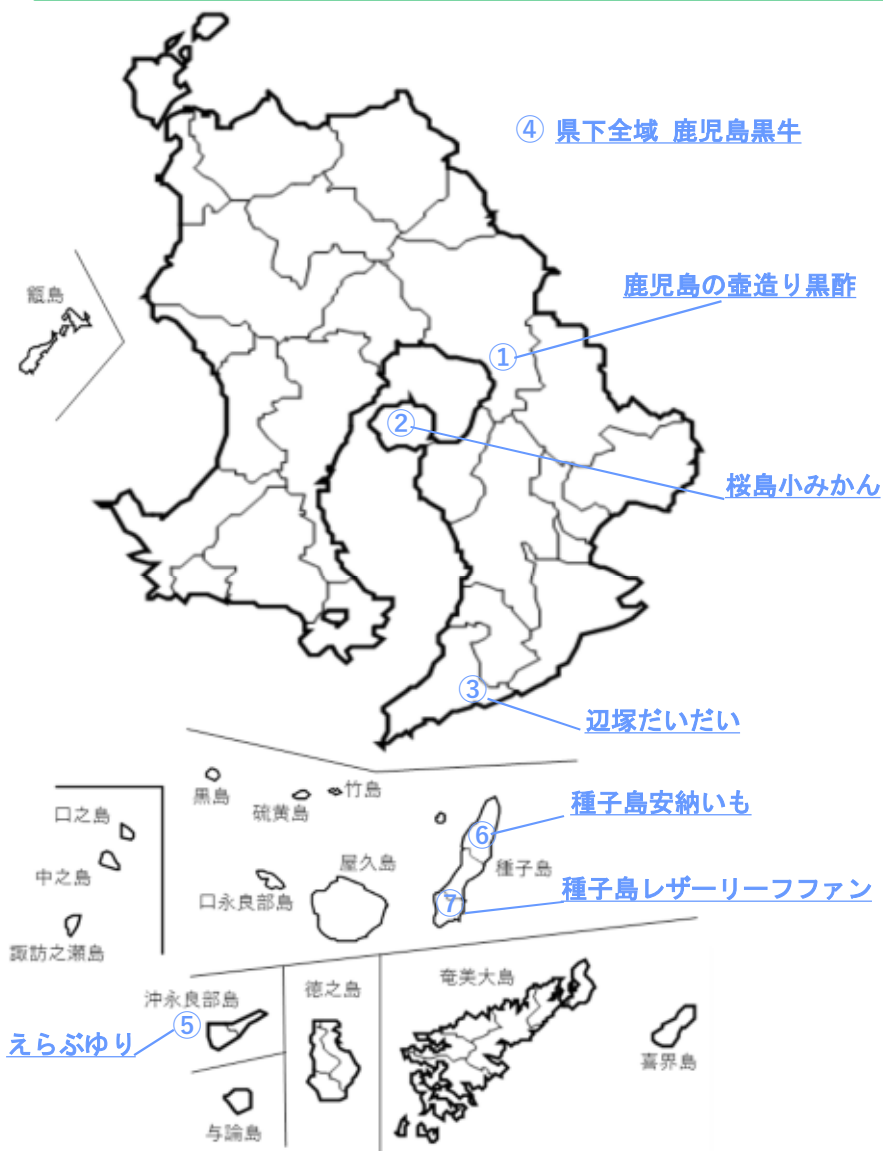 ④ 県下全域 鹿児島黒牛
鹿児島の壺造り黒酢
甑島
①
②
桜島小みかん
③
辺塚だいだい
黒島
硫黄島
竹島
種子島安納いも
口之島
⑥
中之島
屋久島
種子島
口永良部島
⑦
種子島レザーリーフファン
諏訪之瀬島
沖永良部島
徳之島
奄美大島
⑤
えらぶゆり
喜界島
与論島